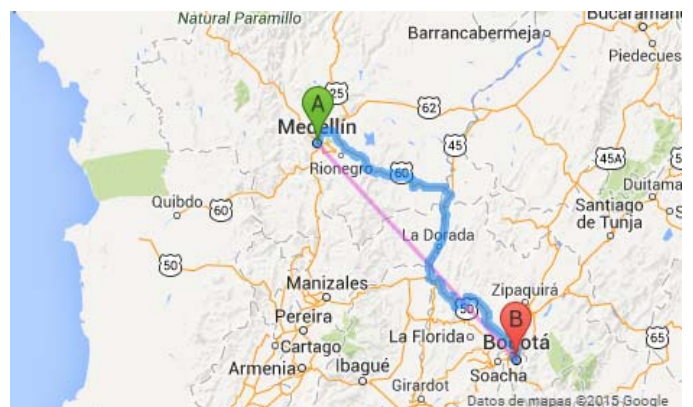 Natural Paramillo
Bucaramanga
Barrancabermeja
Piedecues
A
25
62
Medellín
45
Rionegro
60
45A
5
Duitama
Quibdo
60
Santiago
de Tunja
S
La Dorada
50
Manizales
Zipaquirá
50
B
65
Pereira
La Florida
Bogotá
Cartago
Armenia
Ibagué
Soacha
Girardot
Datos de mapas ©2015 Google